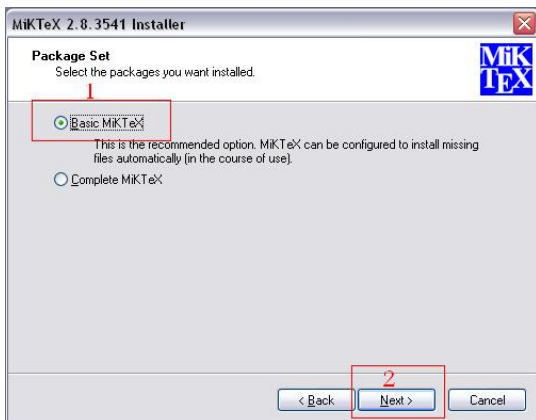 MiKTeX 2.8.3541 Installer
Package Set
Select the packages you want installed.
MiK
TEX
1
Basic MiKTeX
This is the recommended option. MiKTeX can be configured to install missing
files automatically (in the course of use).
Complete MiKTeX
2
< Back
Next >
Cancel